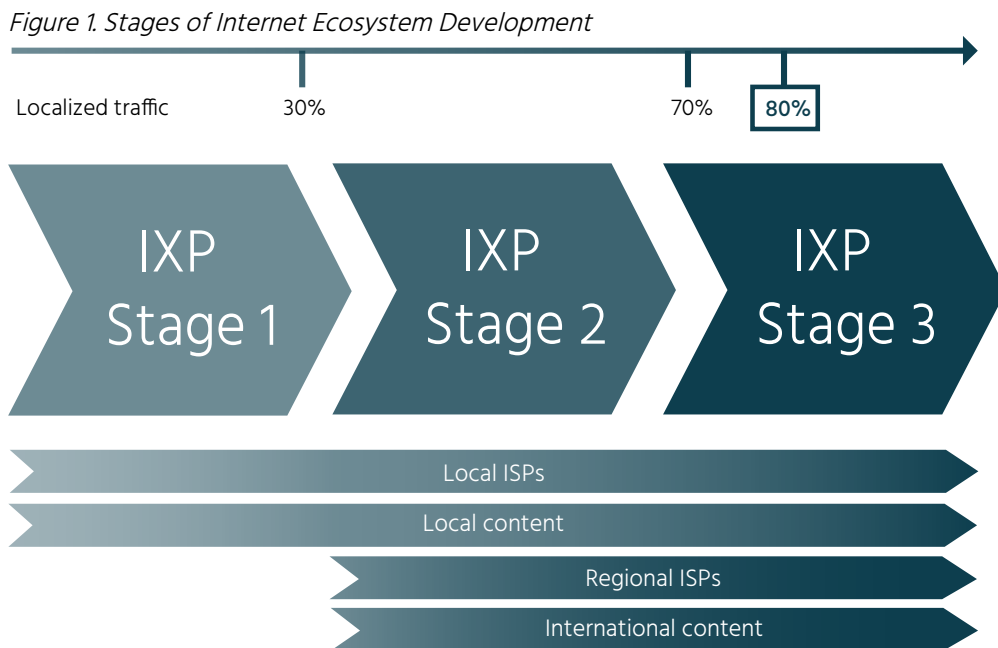 Figure 1. Stages of Internet Ecosystem Development
Localized traffic
30%
70%
80%
IXP
Stage 1
IXP
Stage 2
IXP
Stage 3
Local ISPs
Local content
Regional ISPs
International content